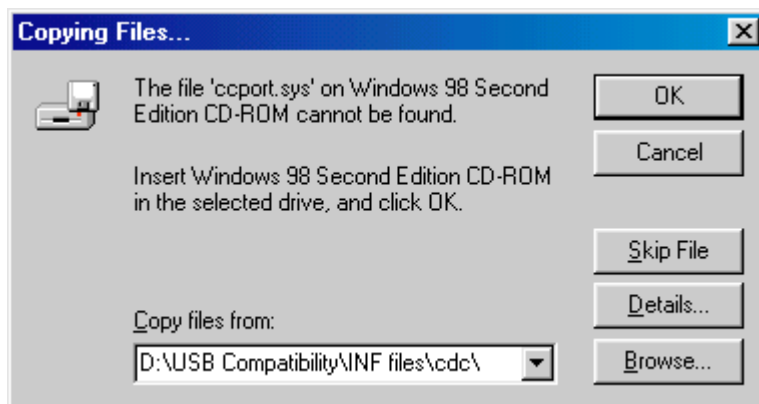 Copying Files...
The file 'ccport.sys' on Windows 98 Second
Edition CD-ROM cannot be found.
Insert Windows 98 Second Edition CD-ROM
in the selected drive, and click OK.
Copy files from:
D:\USB Compatibility\INF files\cdc\
OK
Cancel
Skip File
Details...
Browse...